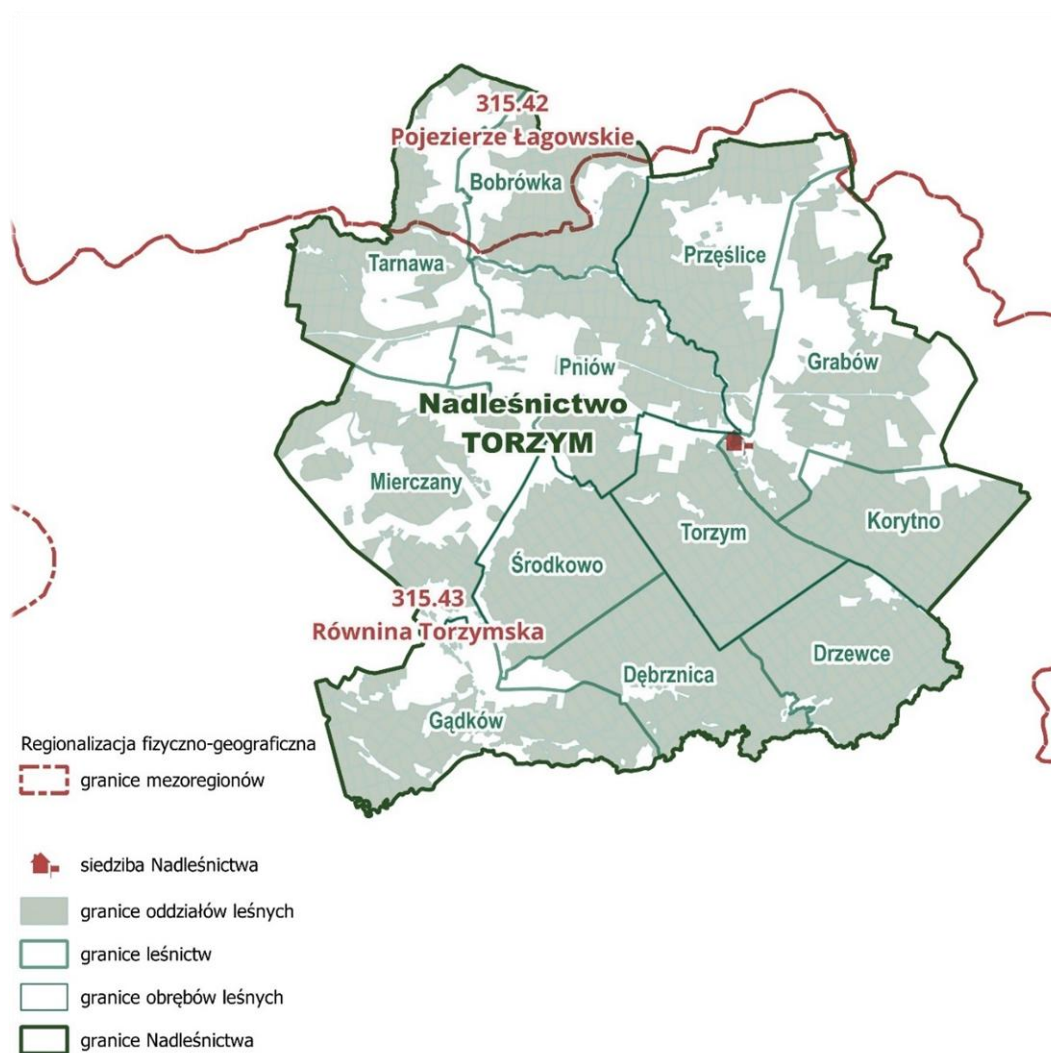 315.42
Pojezierze Łagowskie
Bobrówka
Tarnawa
Przęślice
Pniów
Grabów
Nadleśnictwo
TORZYM
Mierczany
Torzym
Korytno
Środkowo
315.43
Równina Torzymska
Drzewce
Dębrznica
Gądków
Regionalizacja fizyczno-geograficzna
granice mezoregionów
siedziba Nadleśnictwa
granice oddziałów leśnych
granice leśnictw
granice obrębów leśnych
granice Nadleśnictwa